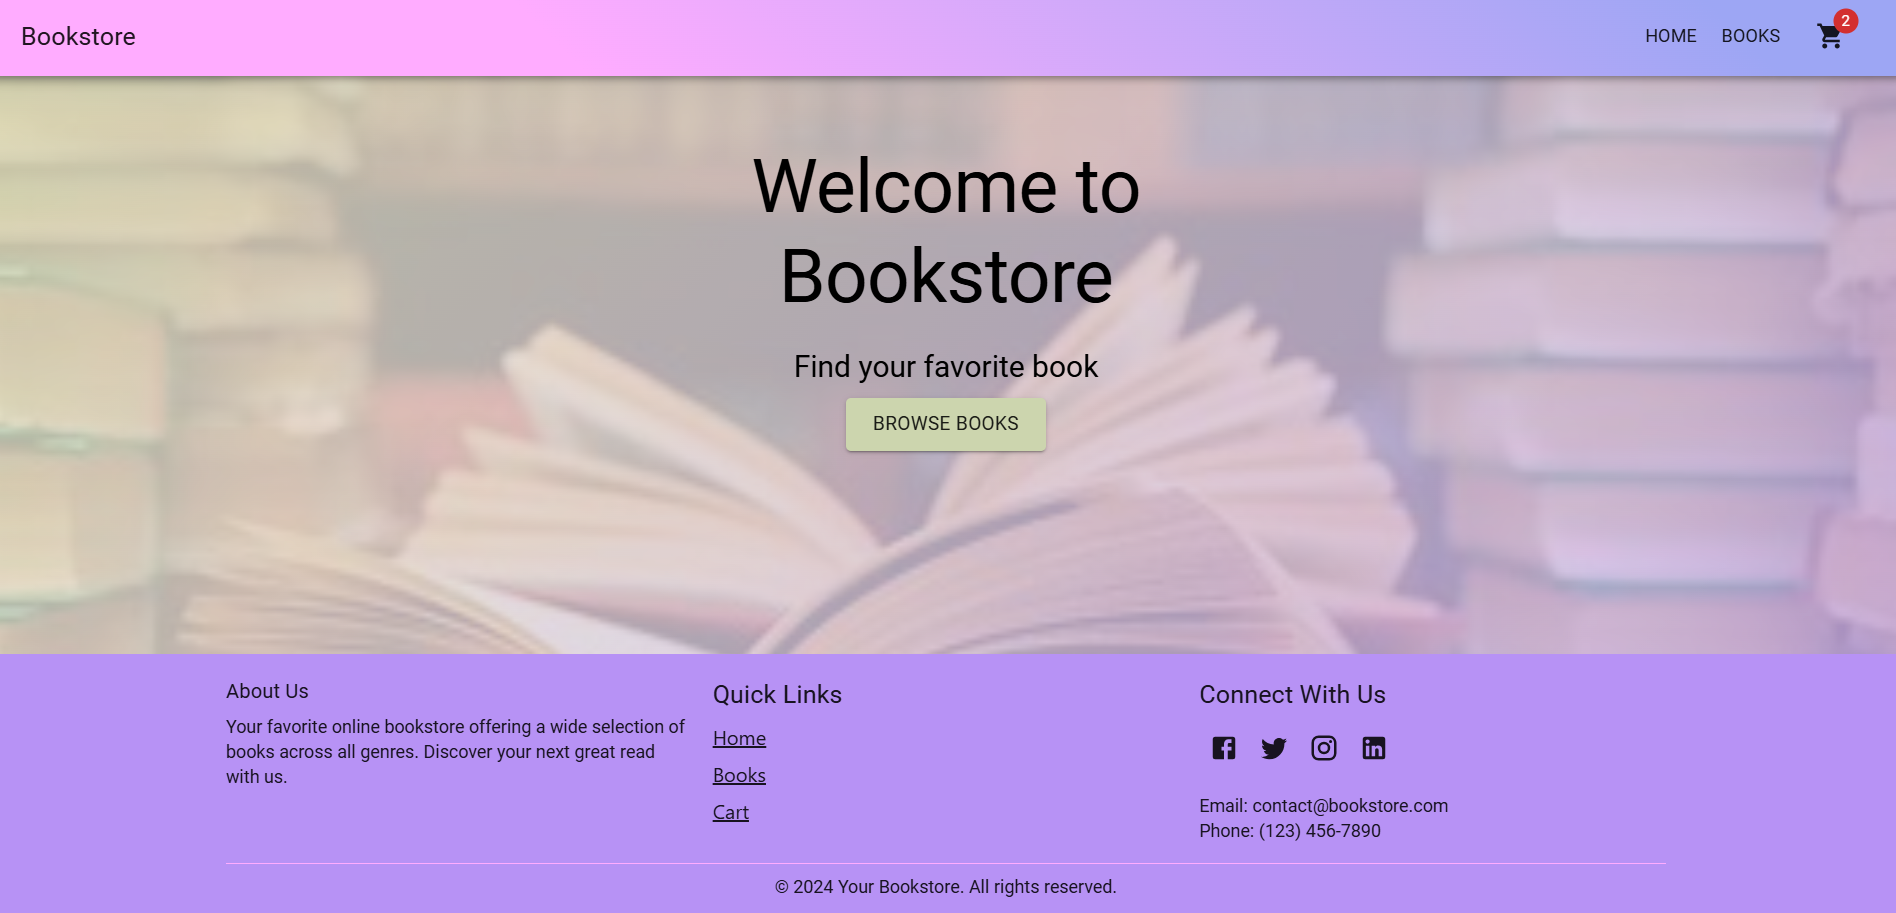 Bookstore
HOME
BOOKS
2
Welcome to
Bookstore
Find your favorite book
BROWSE BOOKS
About Us
Your favorite online bookstore offering a wide selection of
books across all genres. Discover your next great read
with us.
Quick Links
Home
Books
Cart
Connect With Us
Email: contact@bookstore.com
Phone: (123) 456-7890
© 2024 Your Bookstore. All rights reserved.